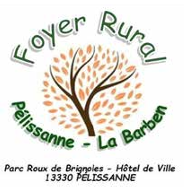 Foyer Rural
Pélissanne - La Barben
Parc Roux de Brignoles - Hôtel de Ville
13330 PÉLISSANNE